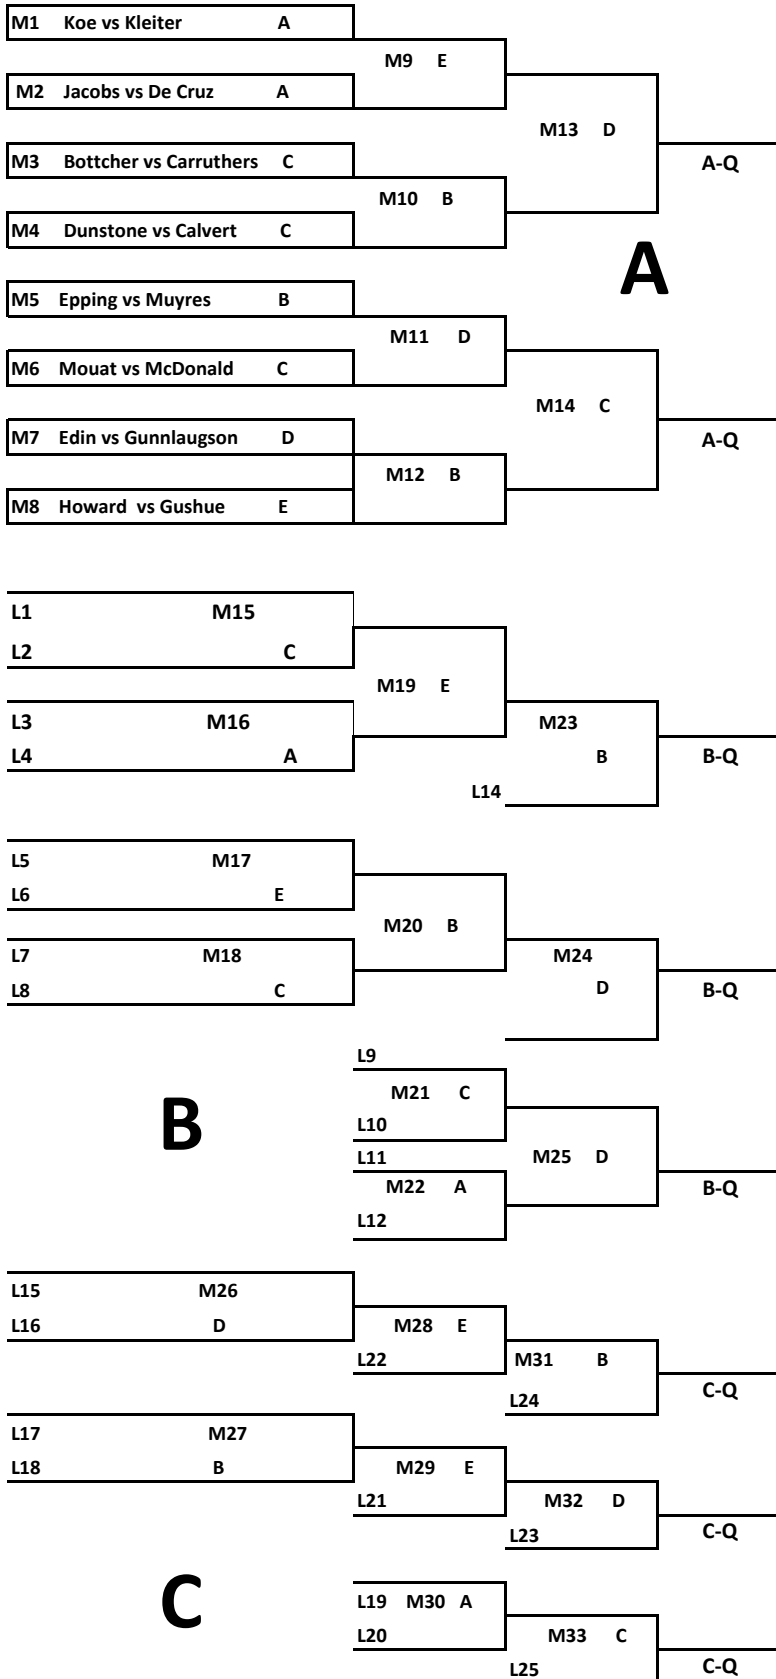 M1 Koe vs Kleiter A
M9 E
M2 Jacobs vs De Cruz A
M13 D
M3 Bottcher vs Carruthers C
A-Q
M10 B
M4 Dunstone vs Calvert C
A
M5 Epping vs Muyres B
M11 D
M6 Mouat vs McDonald C
M14 C
M7 Edin vs Gunnlaugson D
A-Q
M12 B
M8 Howard vs Gushue E
L1 M15
L2 C
M19 E
L3 M16
M23
L4 A
B
B-Q
L14
L5 M17
L6 E
M20 B
L7 M18
M24
L8 C
D
B-Q
L9
M21 C
B
L10
L11
M25 D
M22 A
B-Q
L12
L15 M26
L16 D
M28 E
L22
M31 B
L24
C-Q
L17 M27
L18 B
M29 E
L21
M32 D
L23
C-Q
C
L19 M30 A
L20
M33 C
L25
C-Q